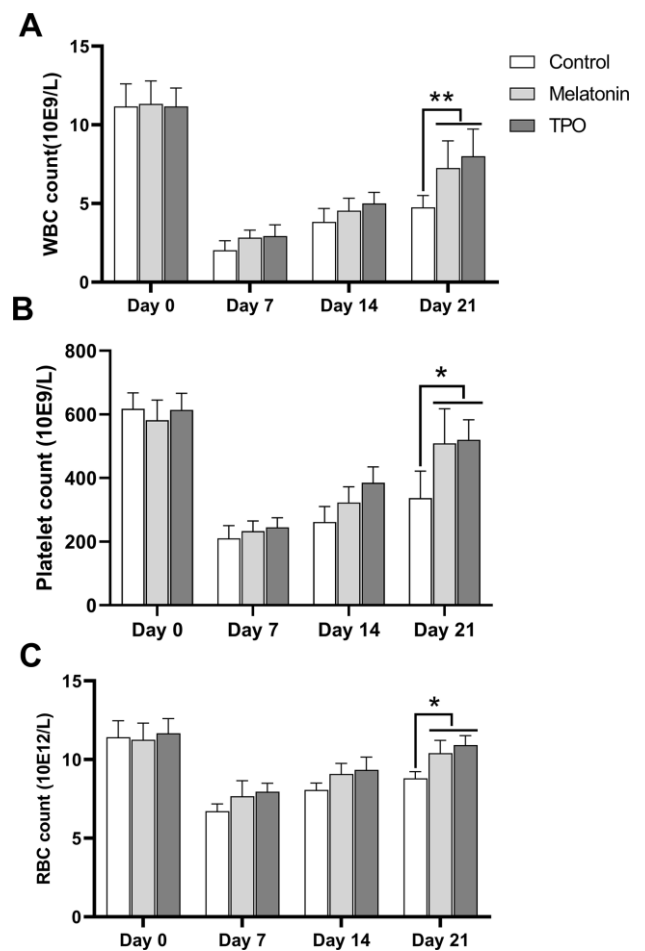 A
WBC count(10E9/L)
15
10
5
0
**
Control
Melatonin
TPO
Day 0 Day 7 Day 14 Day 21
B
Platelet count (10E9/L)
800
600
400
200
0
*
Day 0 Day 7 Day 14 Day 21
C
RBC count (10E12/L)
15
10
5
0
*
Day 0 Day 7 Day 14 Day 21